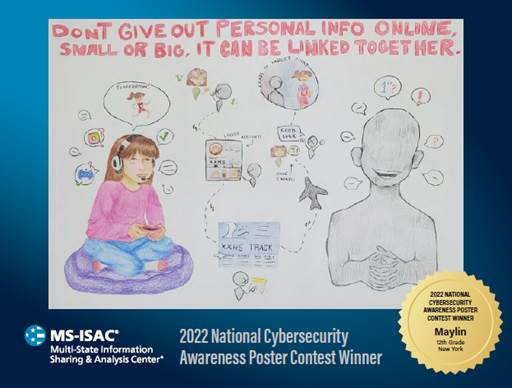 DONT GIVE OUT PERSONAL INFO ONLINE,
SMALL OR BIG, IT CAN BE LINKED TOGETHER.
1st?
GOOD
LUCK
XXHS
XXHS TRACK
MS-ISAC®
Multi-State Information
Sharing & Analysis Center®
2022 National Cybersecurity
Awareness Poster Contest Winner
2022 NATIONAL
CYBERSECURITY
AWARENESS POSTER
CONTEST WINNER
Maylin
12th Grade
New York